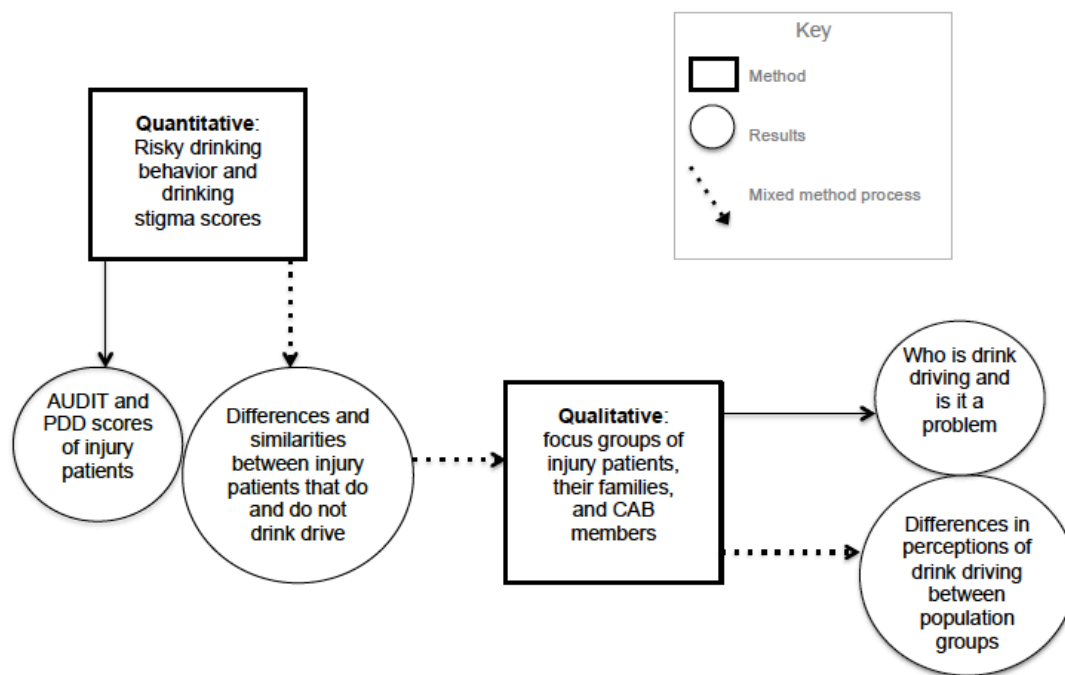 Key
Method
Results
Mixed method process
Quantitative:
Risky drinking
behavior and
drinking
stigma scores
AUDIT and
PDD scores
of injury
patients
Differences and
similarities
between injury
patients that do
and do not
drink drive
Qualitative:
focus groups of
injury patients,
their families,
and CAB
members
Who is drink
driving and
is it a
problem
Differences in
perceptions of
drink driving
between
population
groups